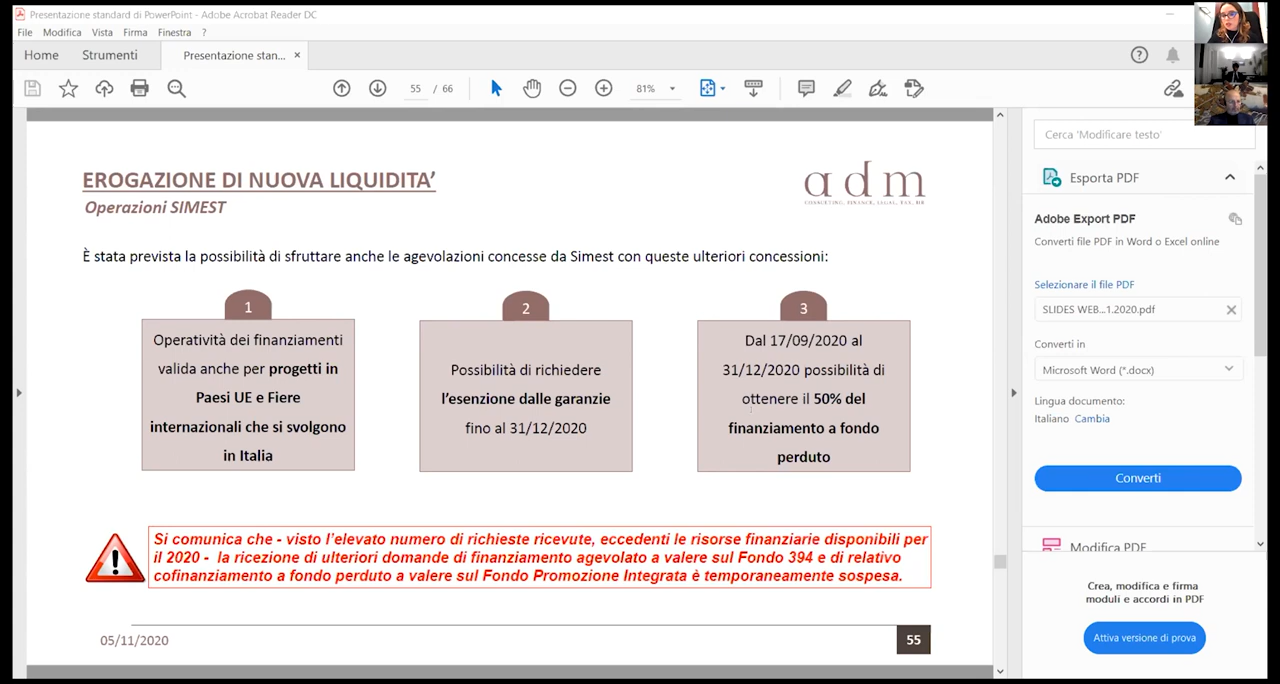 Presentazione standard di PowerPoint - Adobe Acrobat Reader DC
File Modifica Vista Firma Finestra ?
Home Strumenti Presentazione stan... ×
55 / 66 81%
Cerca 'Modificare testo'
Esporta PDF
Adobe Export PDF
Converti file PDF in Word o Excel online
Selezionare il file PDF
SLIDES WEB...1.2020.pdf
Converti in
Microsoft Word (*.docx)
Lingua documento:
Italiano Cambia
Converti
Modifica PDF
Crea, modifica e firma
moduli e accordi in PDF
Attiva versione di prova
EROGAZIONE DI NUOVA LIQUIDITA’
Operazioni SIMEST
adm
CONSULTING, FINANCE, LEGAL, TAX, HR
È stata prevista la possibilità di sfruttare anche le agevolazioni concesse da Simest con queste ulteriori concessioni:
1
Operatività dei finanziamenti
valida anche per progetti in
Paesi UE e Fiere
internazionali che si svolgono
in Italia
2
Possibilità di richiedere
l’esenzione dalle garanzie
fino al 31/12/2020
3
Dal 17/09/2020 al
31/12/2020 possibilità di
ottenere il 50% del
finanziamento a fondo
perduto
Si comunica che - visto l’elevato numero di richieste ricevute, eccedenti le risorse finanziarie disponibili per
il 2020 - la ricezione di ulteriori domande di finanziamento agevolato a valere sul Fondo 394 e di relativo
cofinanziamento a fondo perduto a valere sul Fondo Promozione Integrata è temporaneamente sospesa.
05/11/2020
55